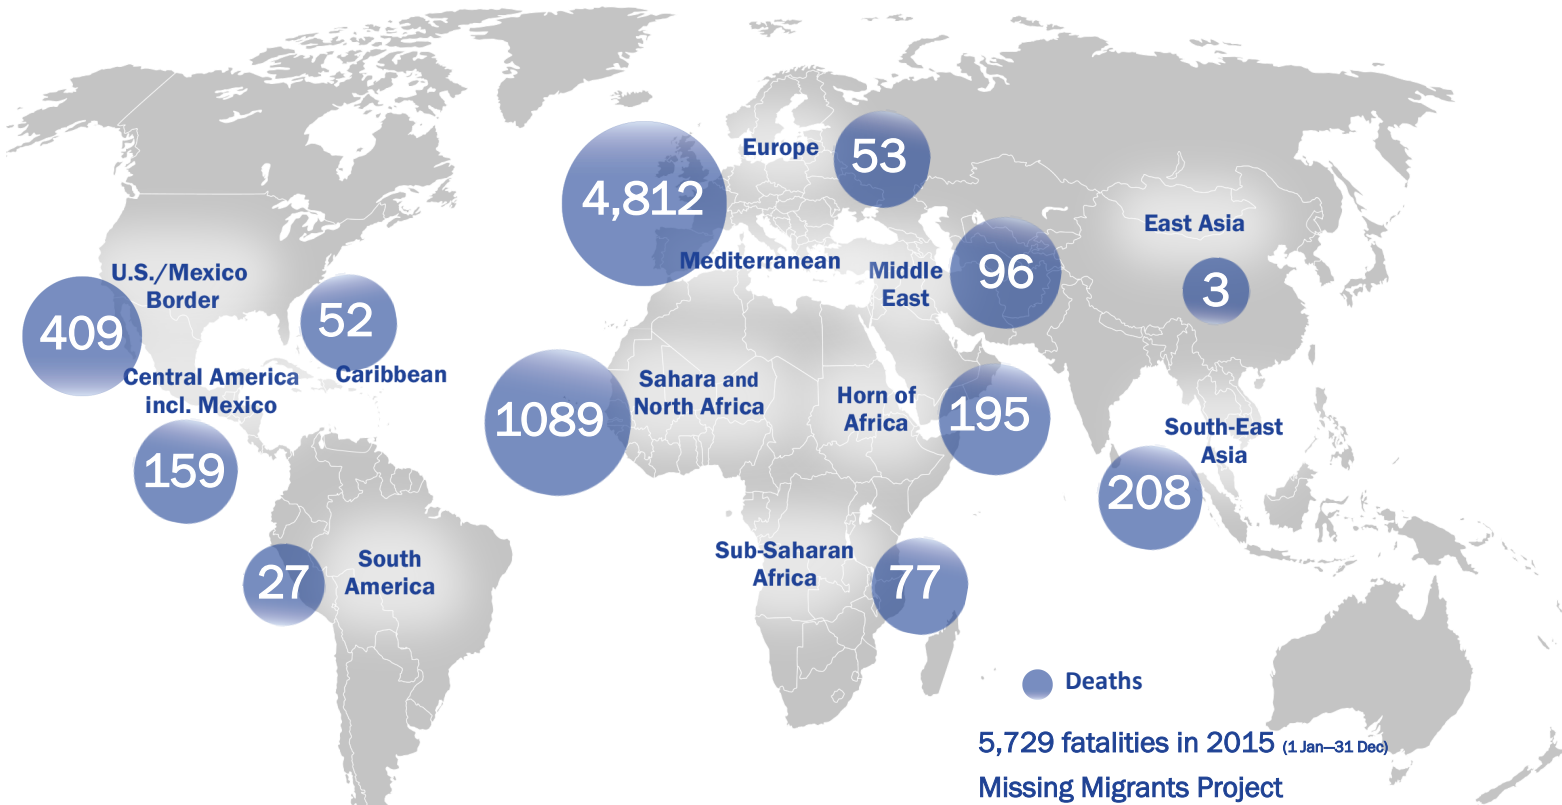 Europe
53
4,812
Mediterranean
East Asia
3
Middle
East
96
U.S./Mexico
Border
409
52
Caribbean
Central America
incl. Mexico
159
Sahara and
North Africa
1089
Horn of
Africa
195
South-East
Asia
208
South
America
27
Sub-Saharan
Africa
77
Deaths
5,729 fatalities in 2015 (1 Jan—31 Dec)
Missing Migrants Project